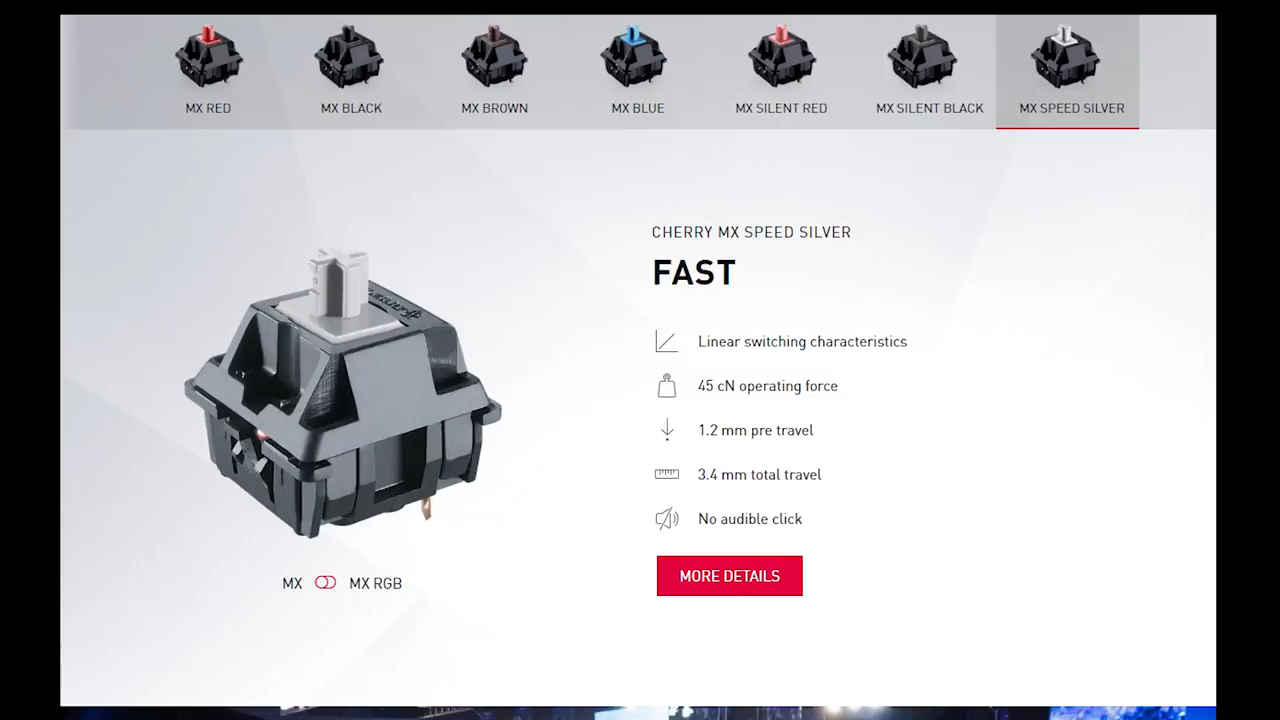 MX RED
MX BLACK
MX BROWN
MX BLUE
MX SILENT RED
MX SILENT BLACK
MX SPEED SILVER
CHERRY MX SPEED SILVER
FAST
Linear switching characteristics
45 cN operating force
1.2 mm pre travel
3.4 mm total travel
No audible click
MORE DETAILS
MX
MX RGB